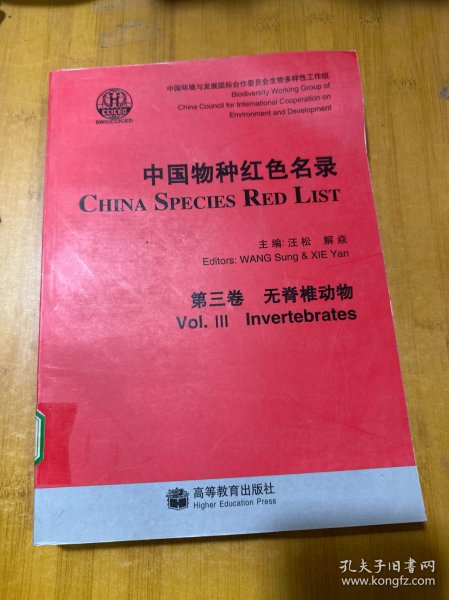 中国环境与发展国际合作委员会生物多样性工作组
Biodiversity Working Group of
China Council for International Cooperation on
Environment and Development
CCICED
BWG/CCICED
中国物种红色名录
CHINA SPECIES RED LIST
主编:汪松 解焱
Editors: WANG Sung & XIE Yan
第三卷 无脊椎动物
Vol. III Invertebrates
高等教育出版社
Higher Education Press
孔夫子旧书网
www.kongfz.com